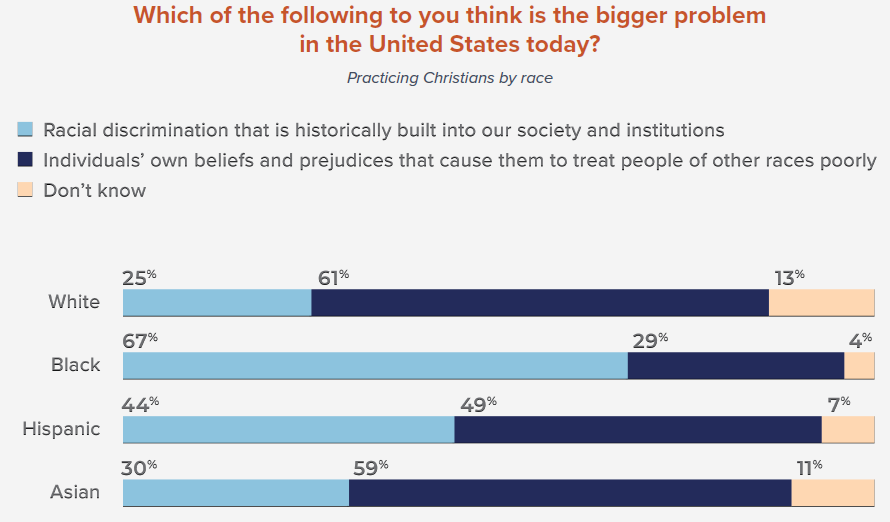 Which of the following to you think is the bigger problem
in the United States today?
Practicing Christians by race
Racial discrimination that is historically built into our society and institutions
Individuals' own beliefs and prejudices that cause them to treat people of other races poorly
Don't know
25% 61% 13%
White
67% 29% 4%
Black
44% 49% 7%
Hispanic
30% 59% 11%
Asian